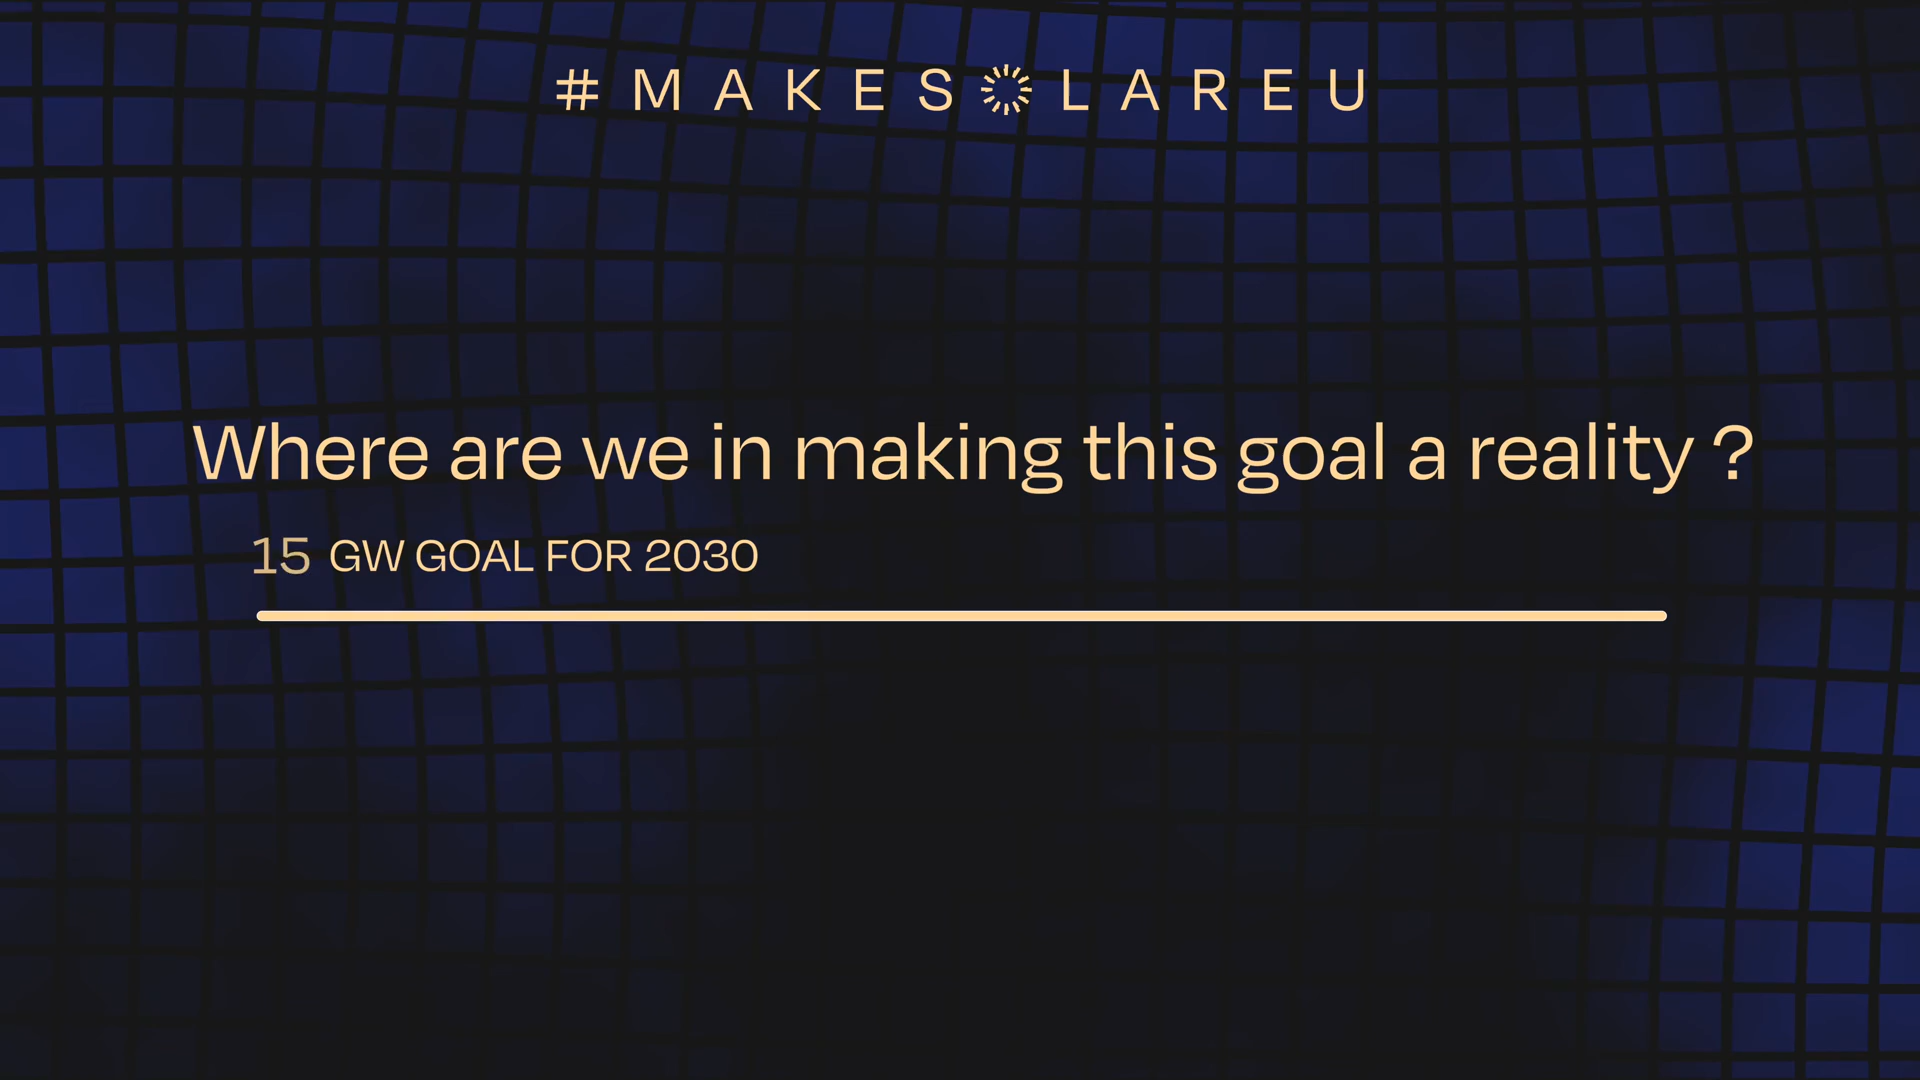 #MAKESOLAREU
Where are we in making this goal a reality ?
15 GW GOAL FOR 2030